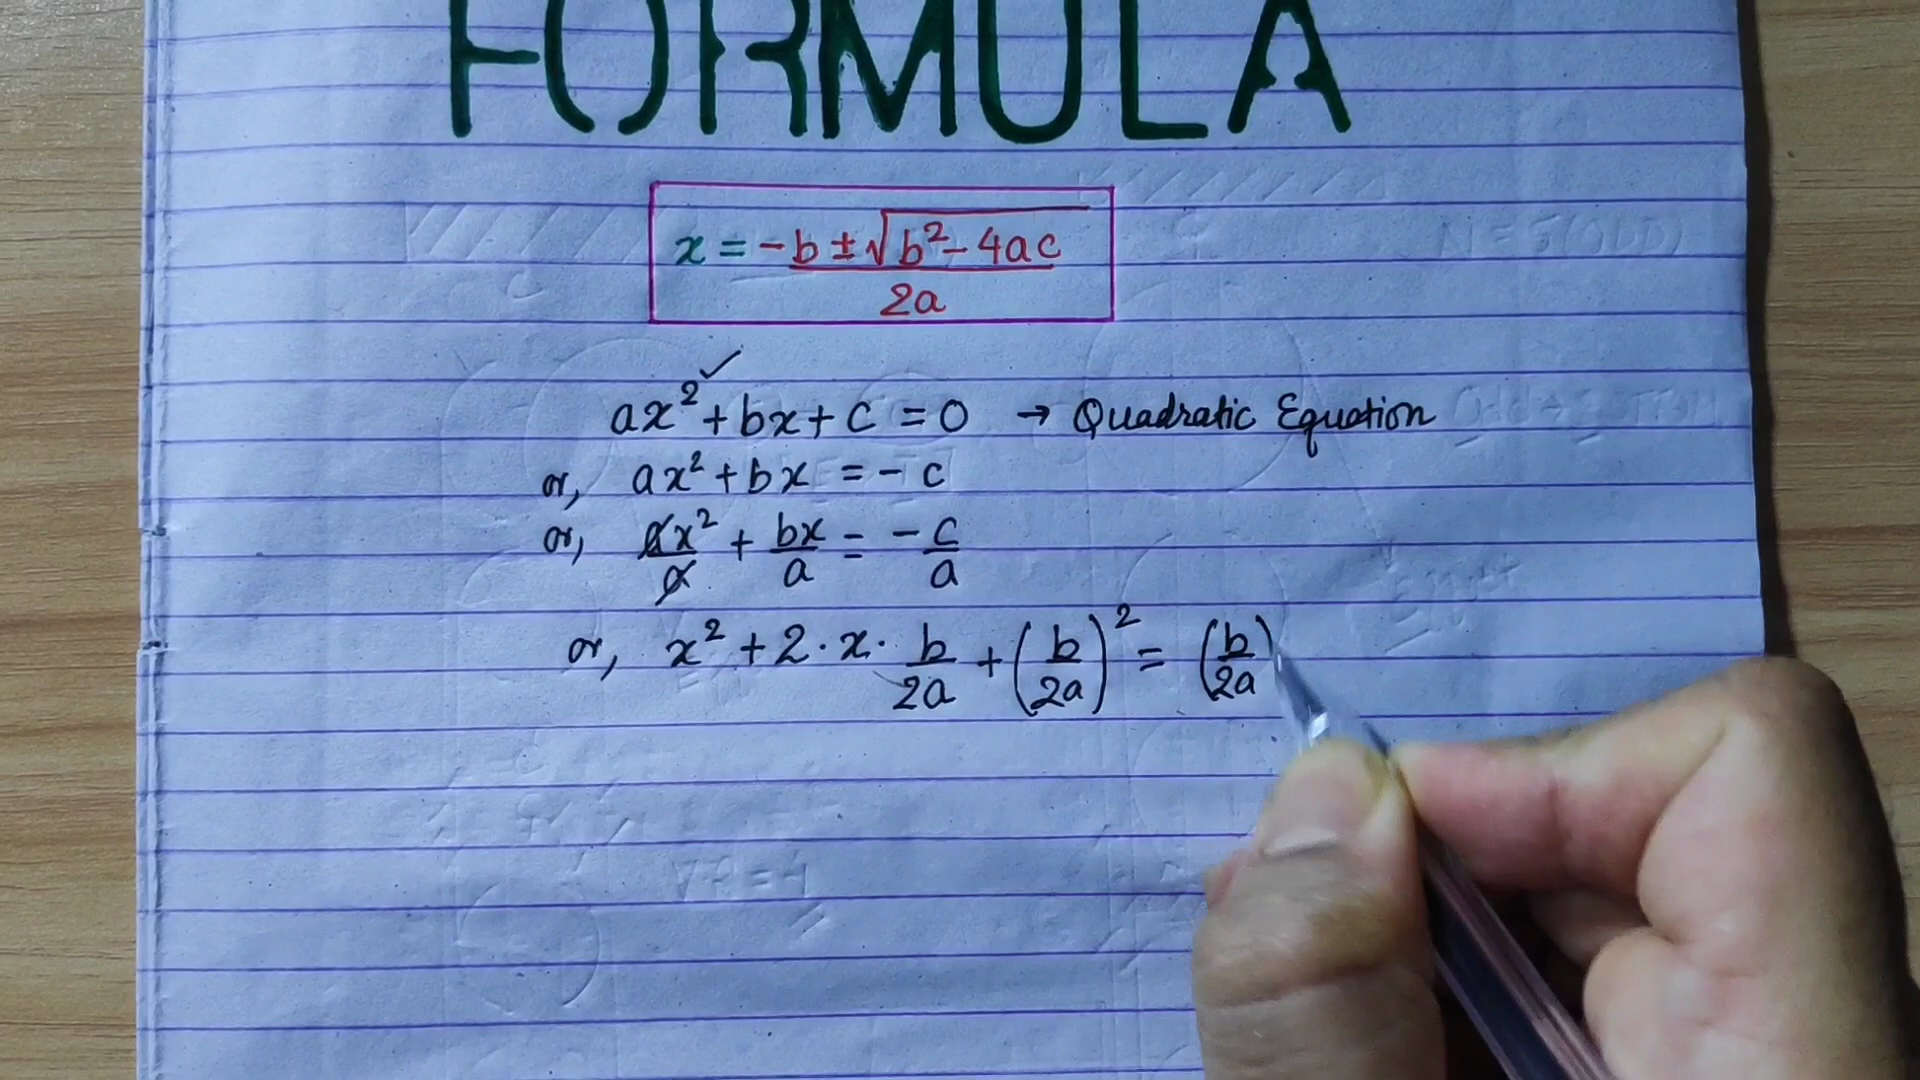 FORMULA
x = -b ± √b² - 4ac
2a
ax² + bx + c = 0 → Quadratic Equation
or, ax² + bx = - c
or, ax²/a + bx/a = - c/a
or, x² + 2 · x · b/2a + (b/2a)² = (b/2a)